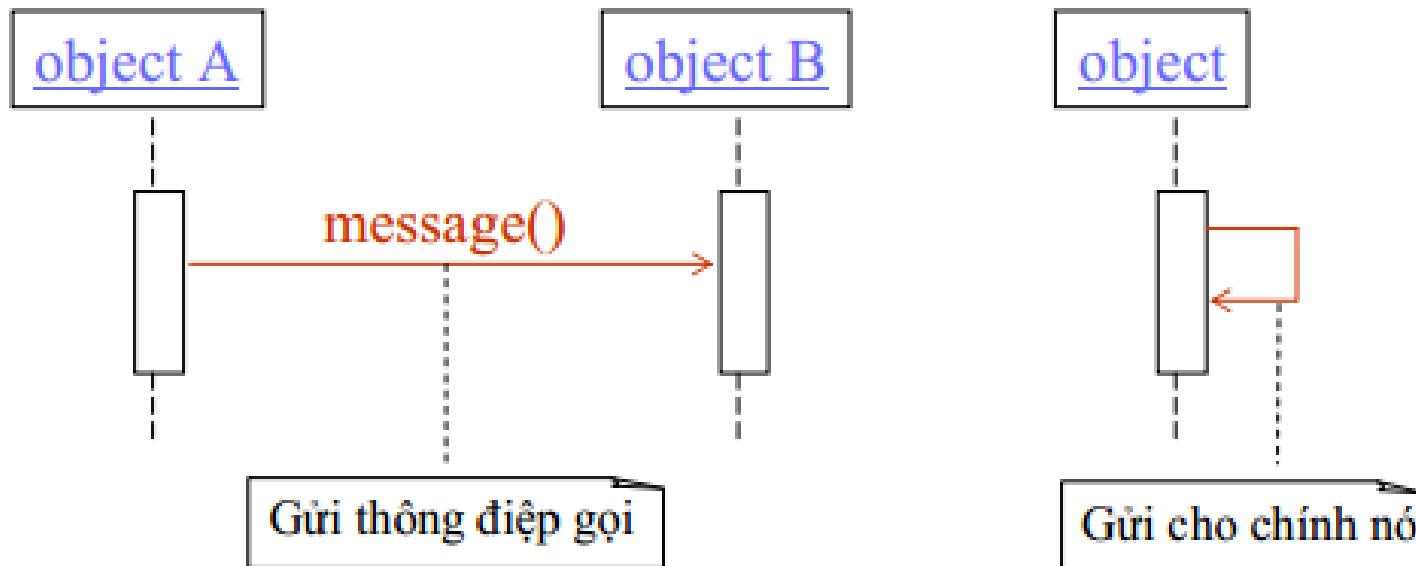 object A
object B
object
message()
Gửi thông điệp gọi
Gửi cho chính nó